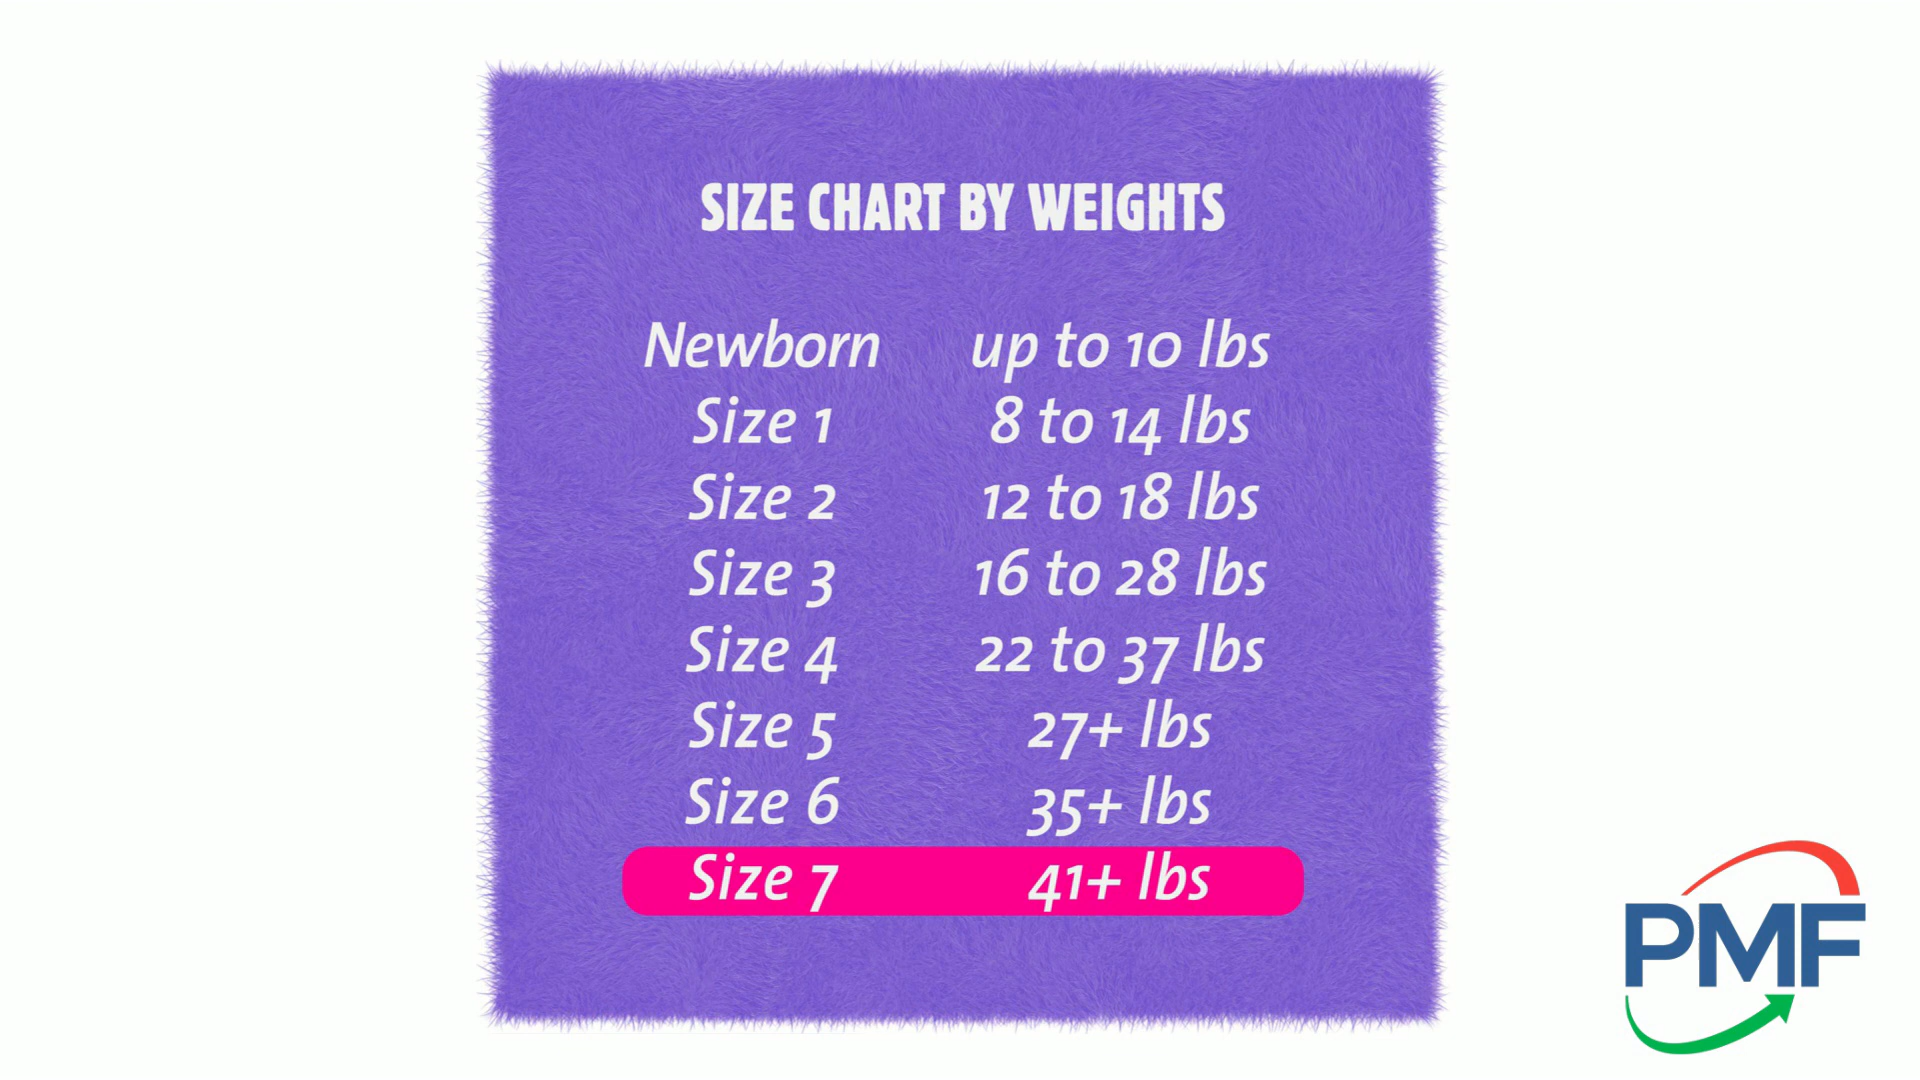 SIZE CHART BY WEIGHTS
Newborn up to 10 lbs
Size 1 8 to 14 lbs
Size 2 12 to 18 lbs
Size 3 16 to 28 lbs
Size 4 22 to 37 lbs
Size 5 27+ lbs
Size 6 35+ lbs
Size 7 41+ lbs
PMF